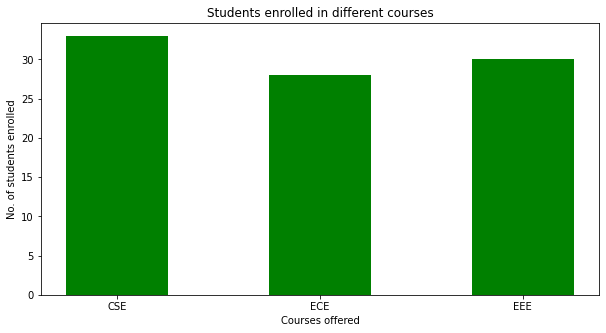 Students enrolled in different courses
No. of students enrolled
30
25
20
15
10
5
0
CSE ECE EEE
Courses offered